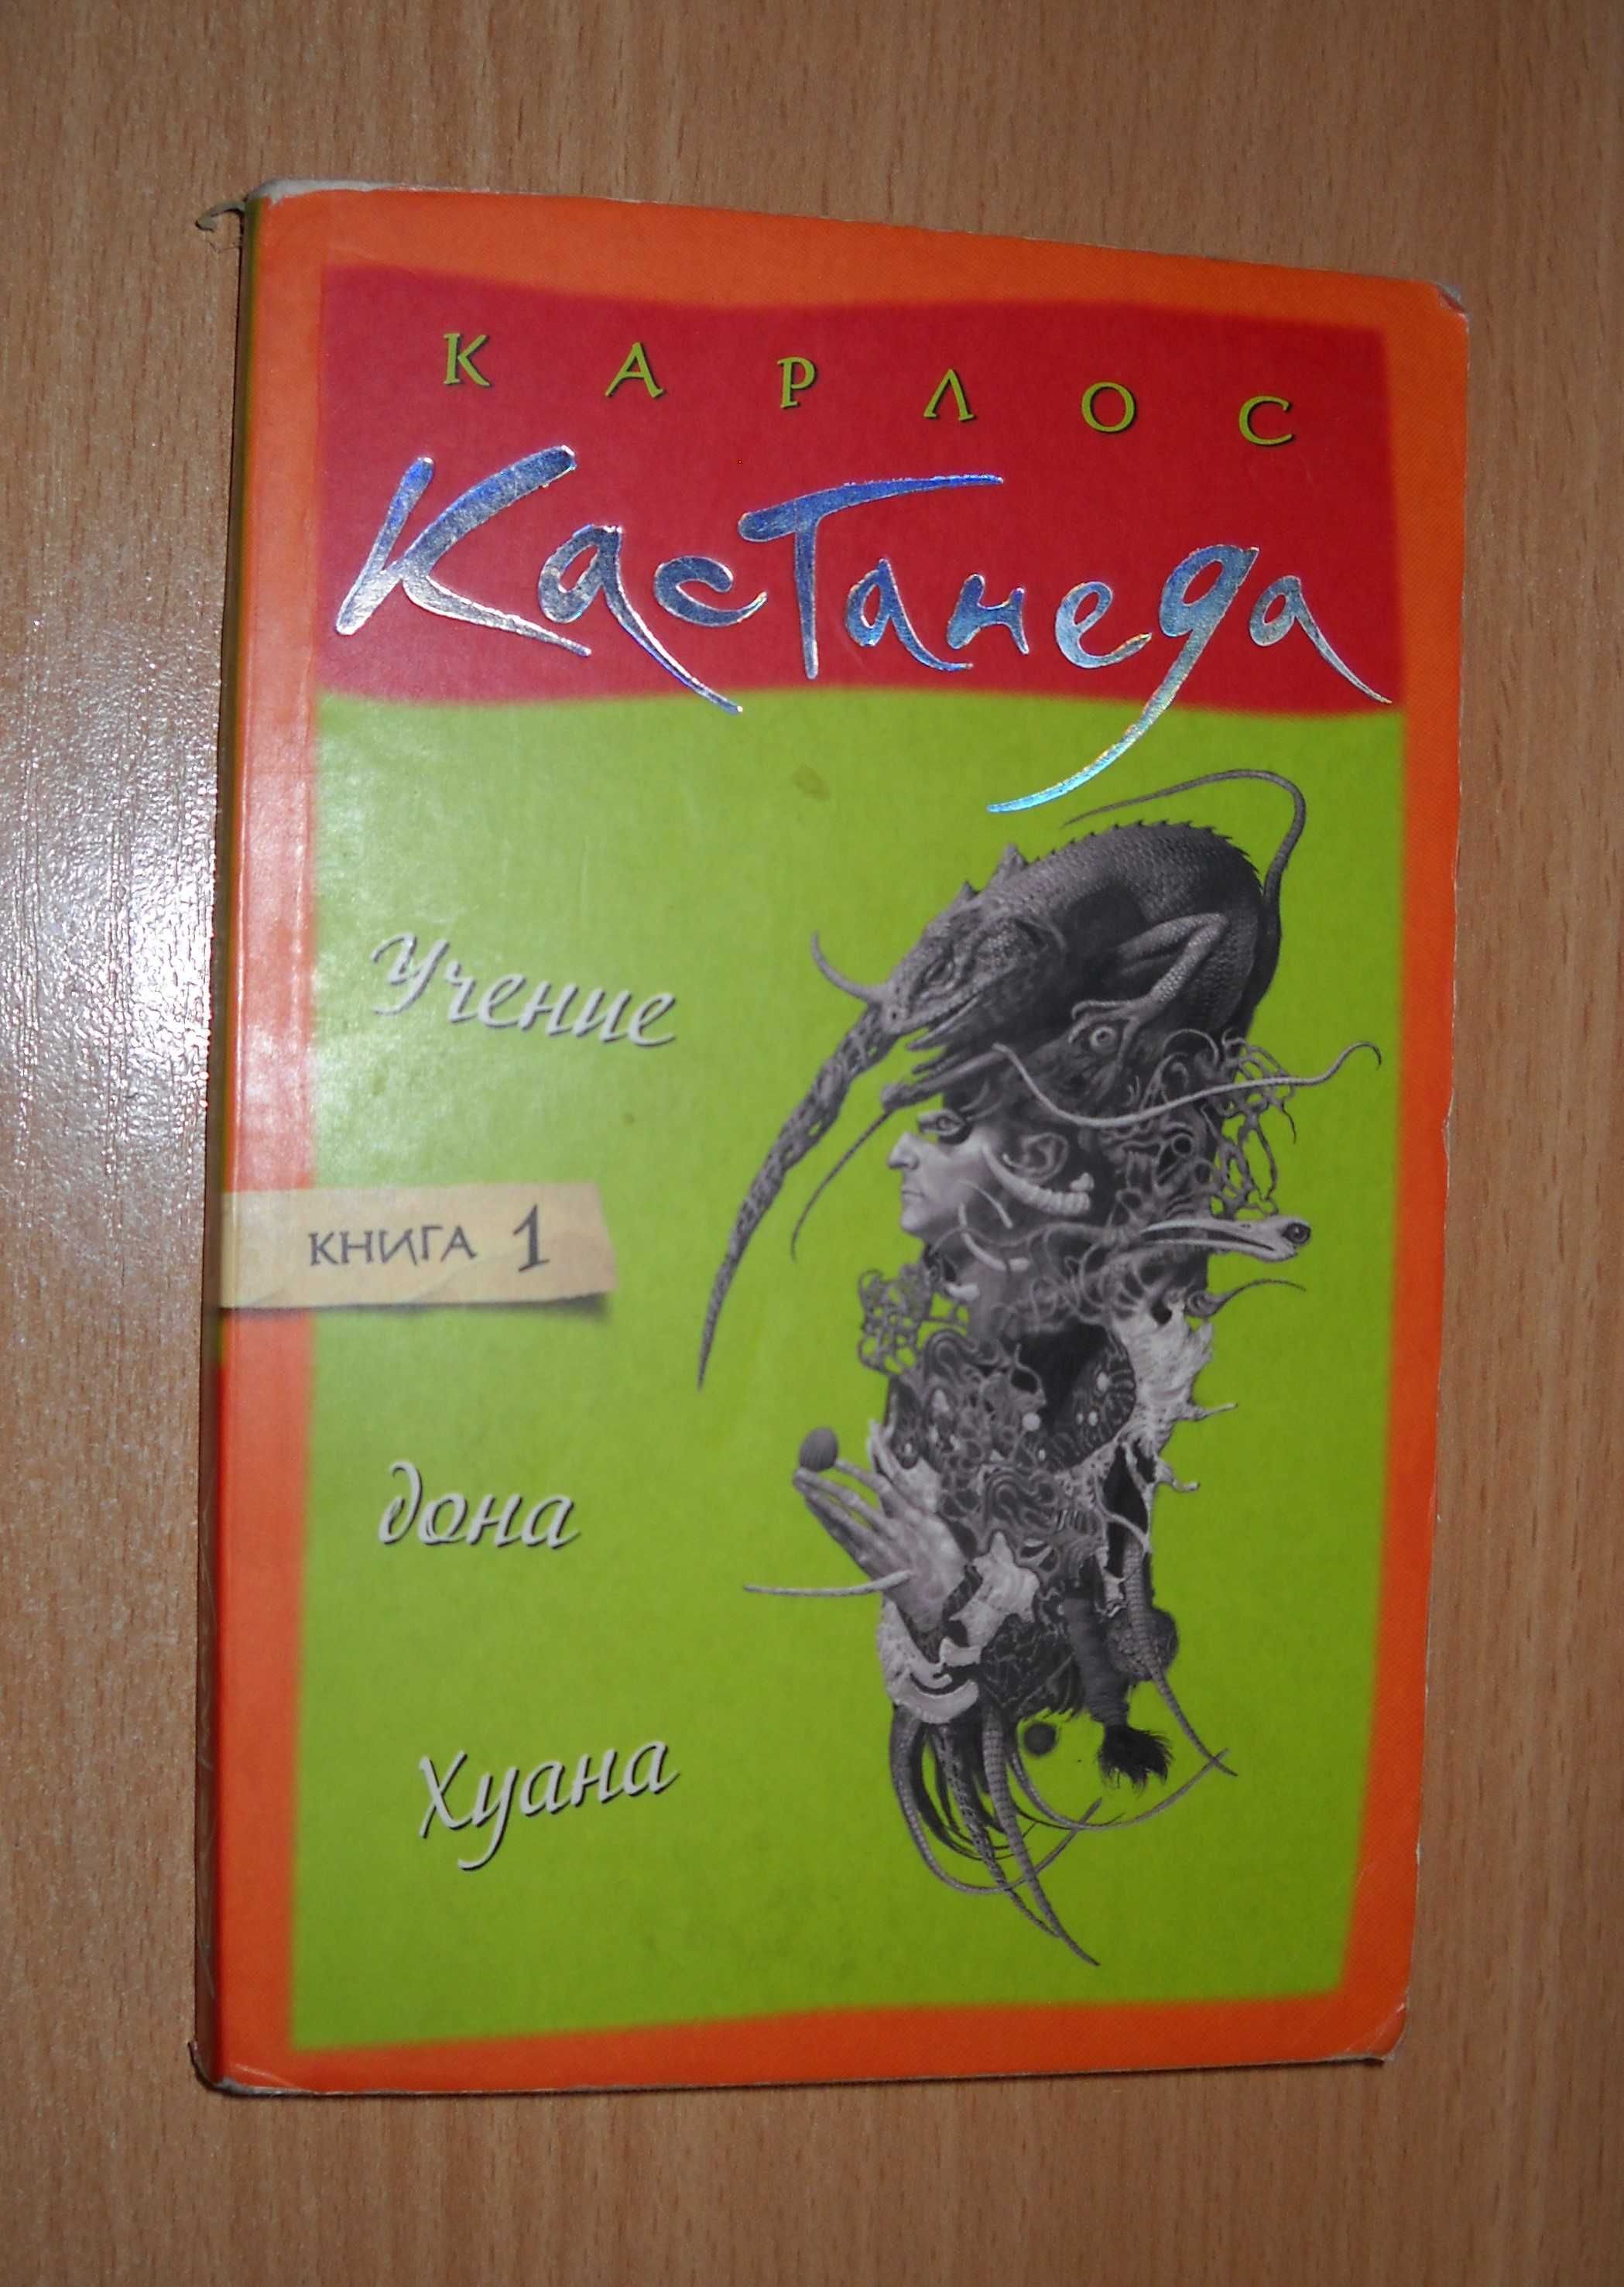 КАРЛОС
Кастанеда
Учение
КНИГА 1
дона
Хуана